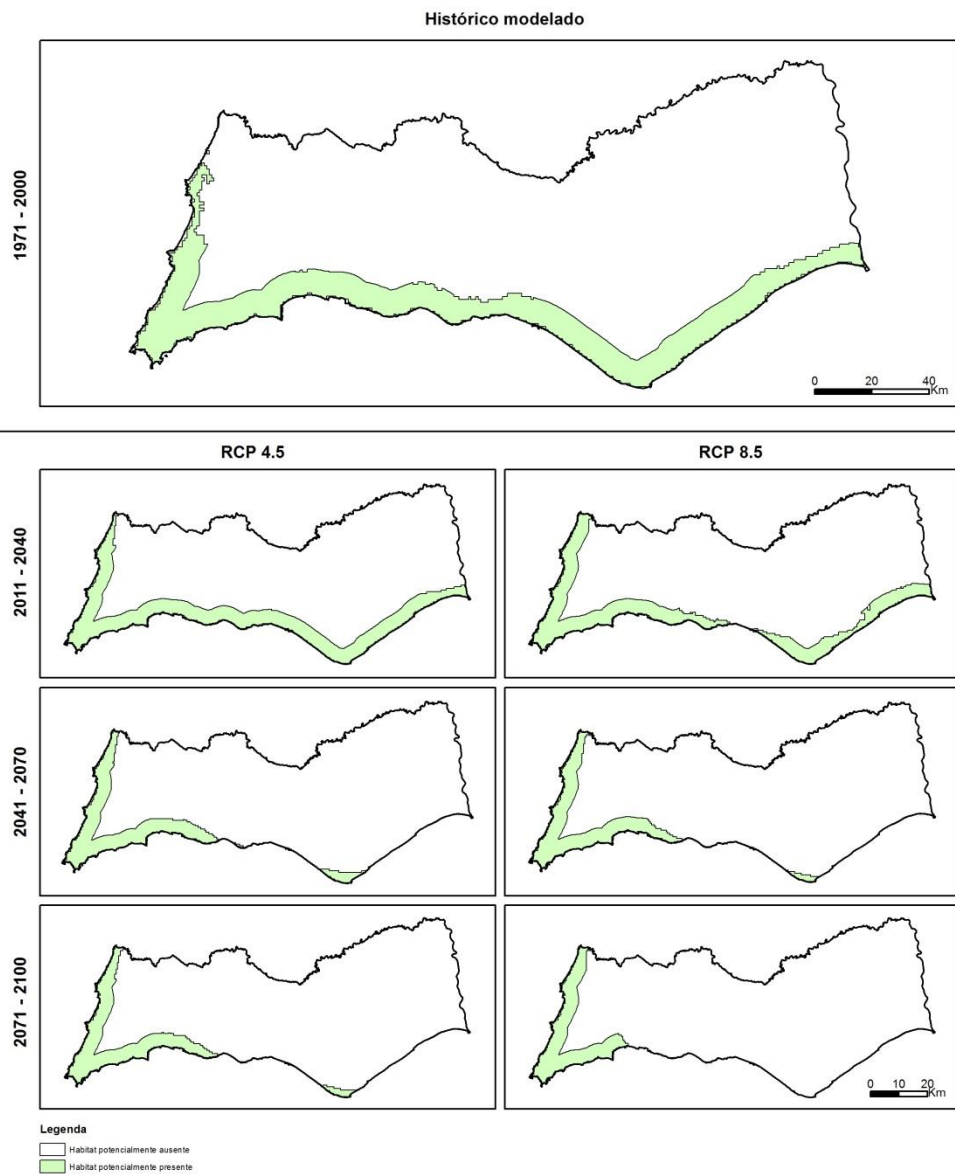 Histórico modelado
1971 - 2000
0 20 40
Km
RCP 4.5
RCP 8.5
2011 - 2040
2041 - 2070
2071 - 2100
0 10 20
Km
Legenda
Habitat potencialmente ausente
Habitat potencialmente presente